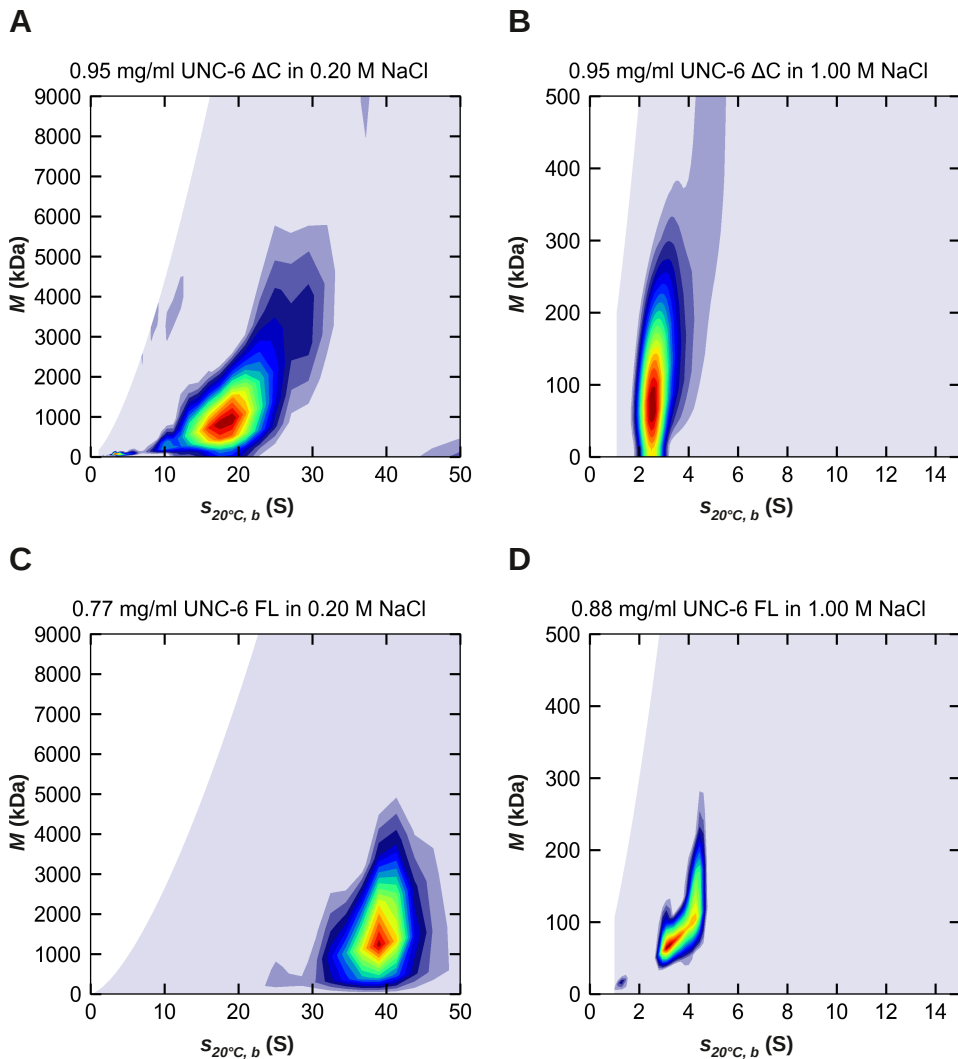 A
B
0.95 mg/ml UNC-6 ΔC in 0.20 M NaCl
0.95 mg/ml UNC-6 ΔC in 1.00 M NaCl
9000
8000
7000
6000
5000
4000
3000
2000
1000
0
M (kDa)
0 10 20 30 40 50
s20°C, b (S)
500
400
300
200
100
0
M (kDa)
0 2 4 6 8 10 12 14
s20°C, b (S)
C
D
0.77 mg/ml UNC-6 FL in 0.20 M NaCl
0.88 mg/ml UNC-6 FL in 1.00 M NaCl
9000
8000
7000
6000
5000
4000
3000
2000
1000
0
M (kDa)
0 10 20 30 40 50
s20°C, b (S)
500
400
300
200
100
0
M (kDa)
0 2 4 6 8 10 12 14
s20°C, b (S)